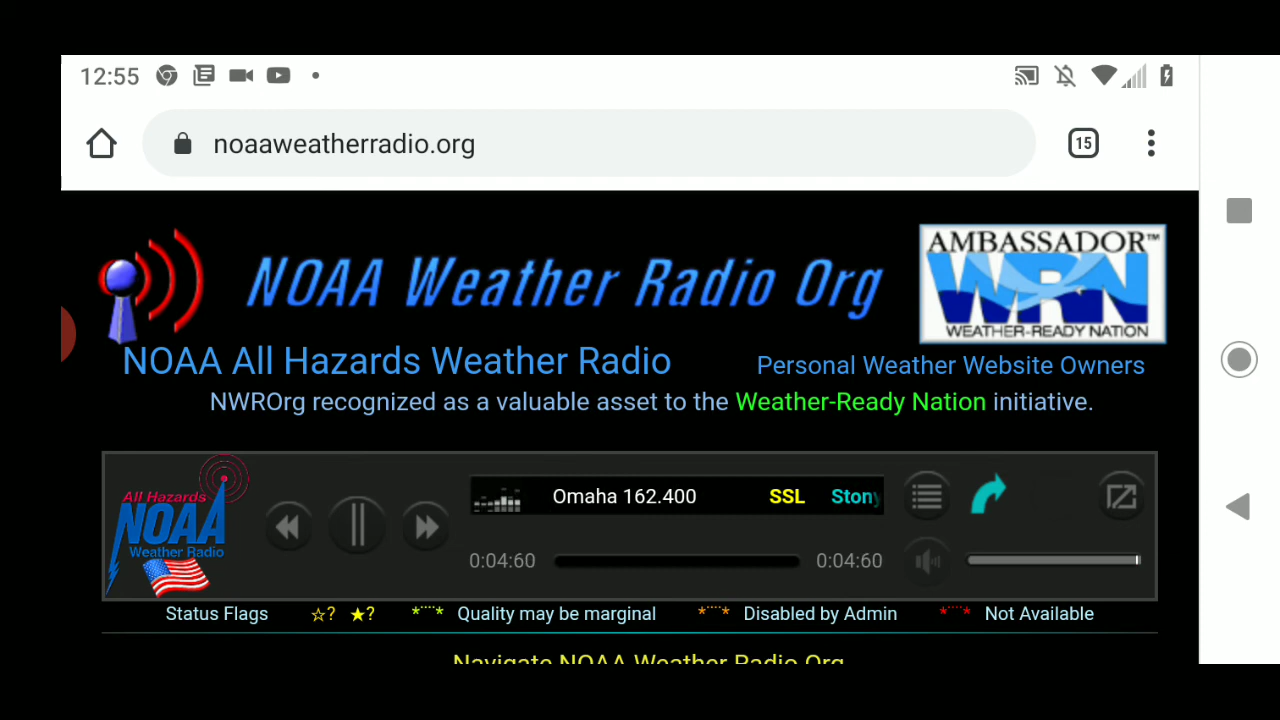 12:55
noaaweatherradio.org
15
NOAA Weather Radio Org
AMBASSADOR™
WRN
WEATHER-READY NATION
NOAA All Hazards Weather Radio
Personal Weather Website Owners
NWROrg recognized as a valuable asset to the Weather-Ready Nation initiative.
All Hazards
NOAA
Weather Radio
Omaha 162.400 SSL Stony
0:04:60
0:04:60
Status Flags ☆? ★? *˙˙˙˙* Quality may be marginal *˙˙˙˙* Disabled by Admin *˙˙˙˙* Not Available
Navigate NOAA Weather Radio Org